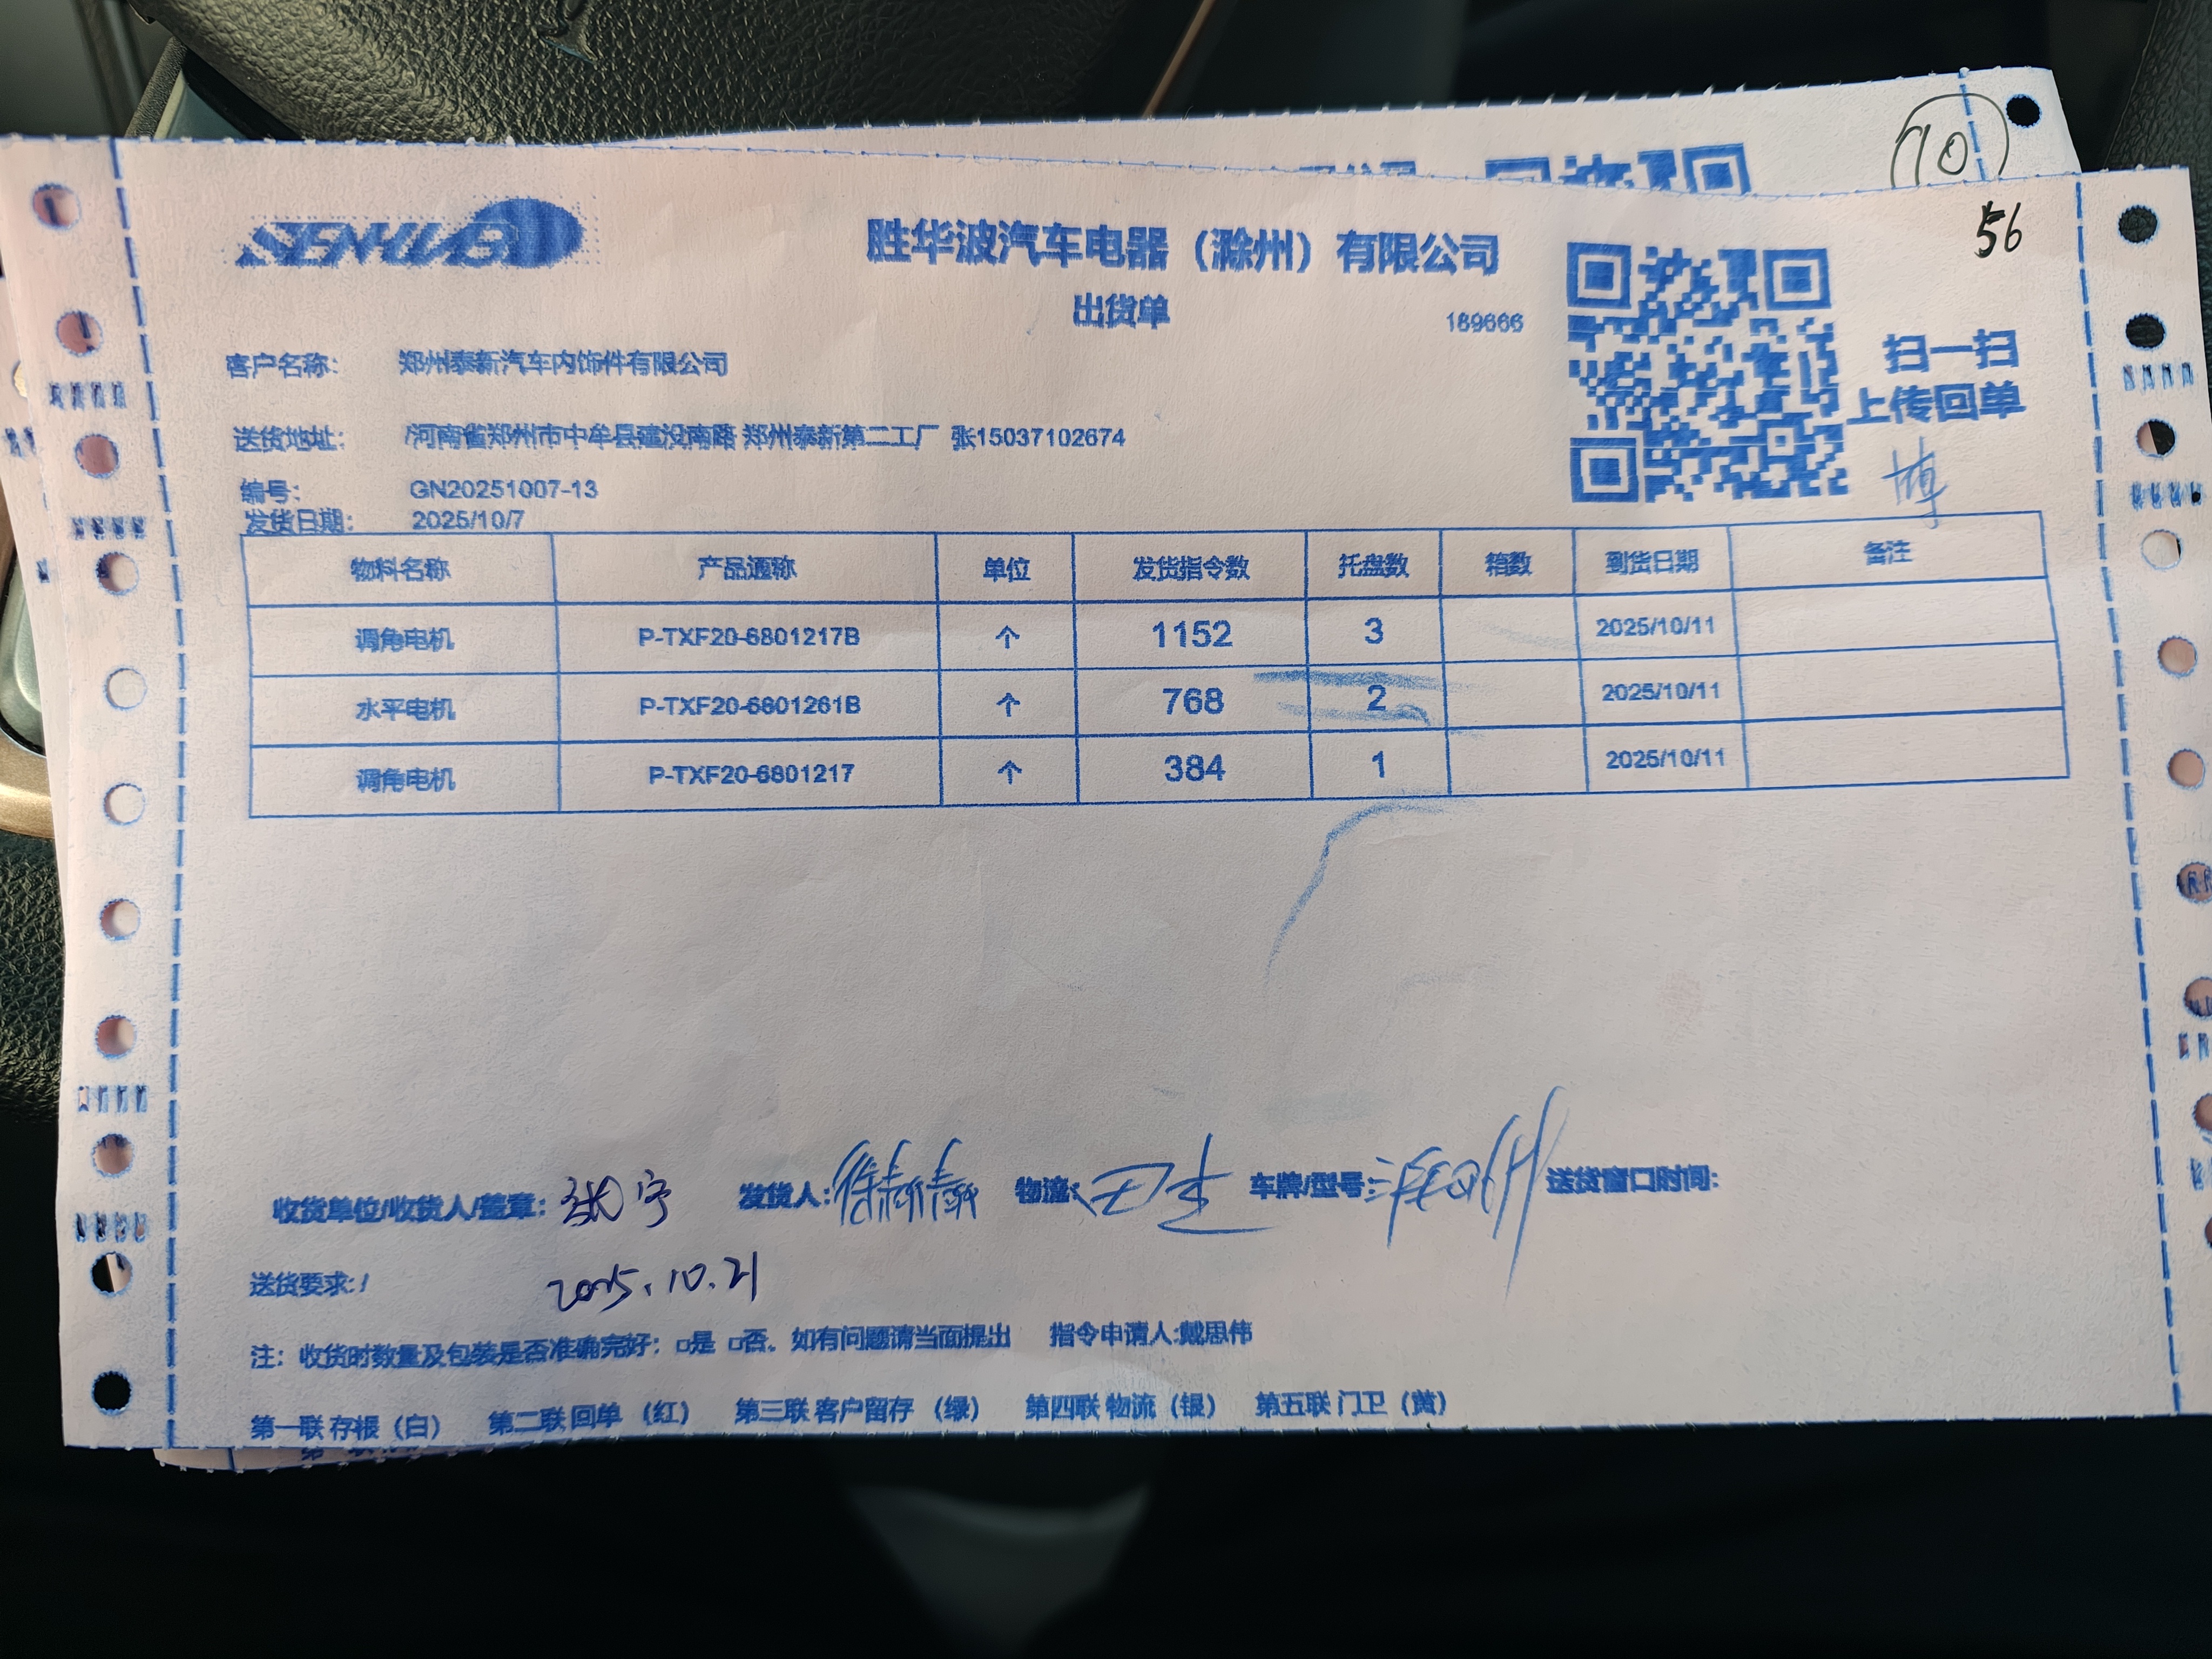 70
56
SENHUABO
胜华波汽车电器（滁州）有限公司
出货单
189666
扫一扫
上传回单
客户名称： 郑州泰新汽车内饰件有限公司
送货地址： /河南省郑州市中牟县建设南路 郑州泰新第二工厂 张15037102674
编号： GN20251007-13
发货日期： 2025/10/7
物料名称 产品通称 单位 发货指令数 托盘数 箱数 到货日期 备注
调角电机 P-TXF20-6801217B 个 1152 3 2025/10/11
水平电机 P-TXF20-6801261B 个 768 2 2025/10/11
调角电机 P-TXF20-6801217 个 384 1 2025/10/11
收货单位/收货人/盖章： 张宁 发货人： 物流： 车牌/型号： 送货窗口时间：
送货要求：/ 2025.10.21
注：收货时数量及包装是否准确完好：□是 □否。如有问题请当面提出 指令申请人:戴思伟
第一联 存根（白） 第二联 回单（红） 第三联 客户留存（绿） 第四联 物流（银） 第五联 门卫（黄）